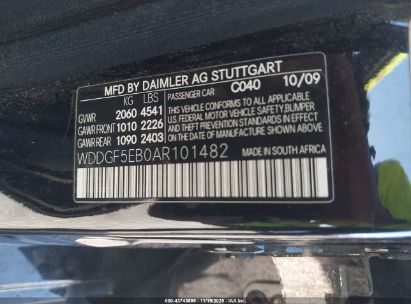 MFD BY DAIMLER AG STUTTGART
KG LBS PASSENGER CAR C040 10/09
GVWR 2060 4541
GAWR FRONT 1010 2226
GAWR REAR 1090 2403
THIS VEHICLE CONFORMS TO ALL APPLICABLE
U.S. FEDERAL MOTOR VEHICLE SAFETY, BUMPER,
AND THEFT PREVENTION STANDARDS IN EFFECT
ON THE DATE OF MANUFACTURE SHOWN ABOVE.
WDDGF5EB0AR101482 MADE IN SOUTH AFRICA